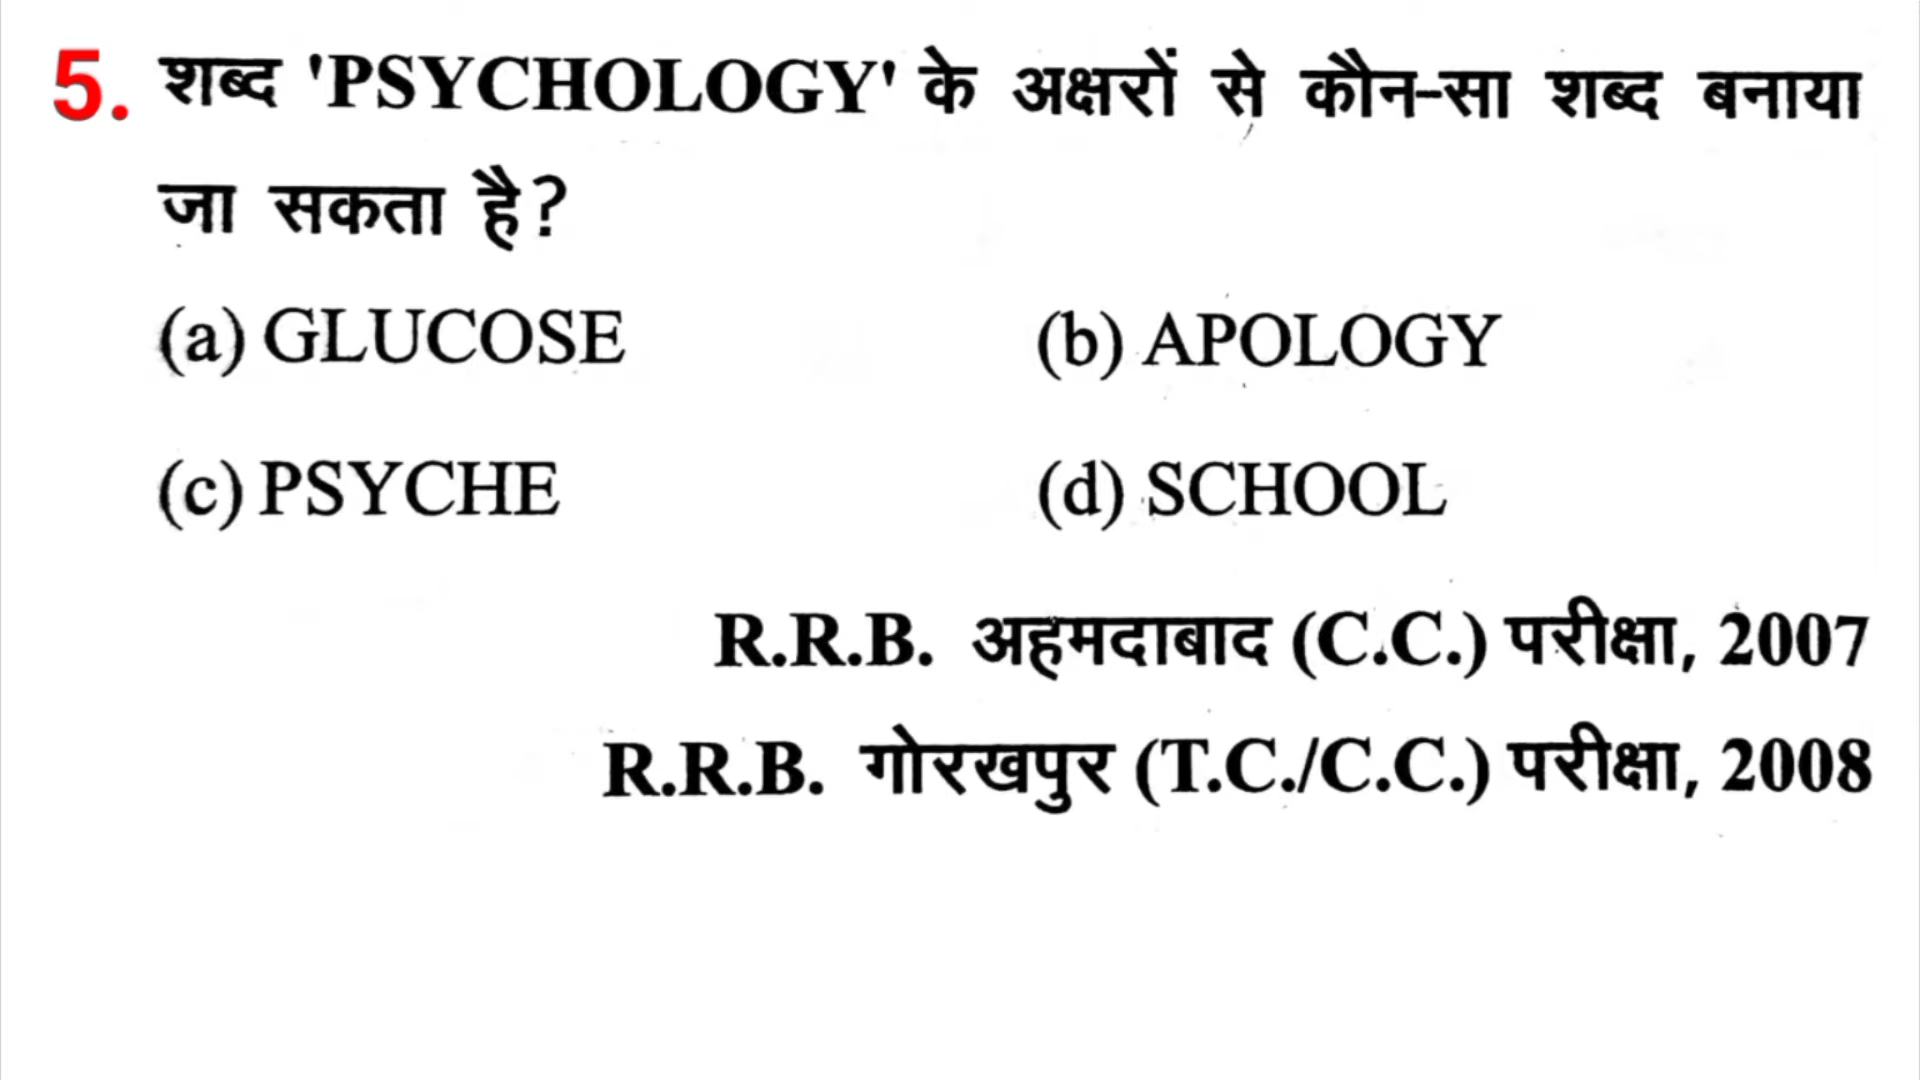 5. शब्द 'PSYCHOLOGY' के अक्षरों से कौन-सा शब्द बनाया
जा सकता है?
(a) GLUCOSE (b) APOLOGY
(c) PSYCHE (d) SCHOOL
R.R.B. अहमदाबाद (C.C.) परीक्षा, 2007
R.R.B. गोरखपुर (T.C./C.C.) परीक्षा, 2008